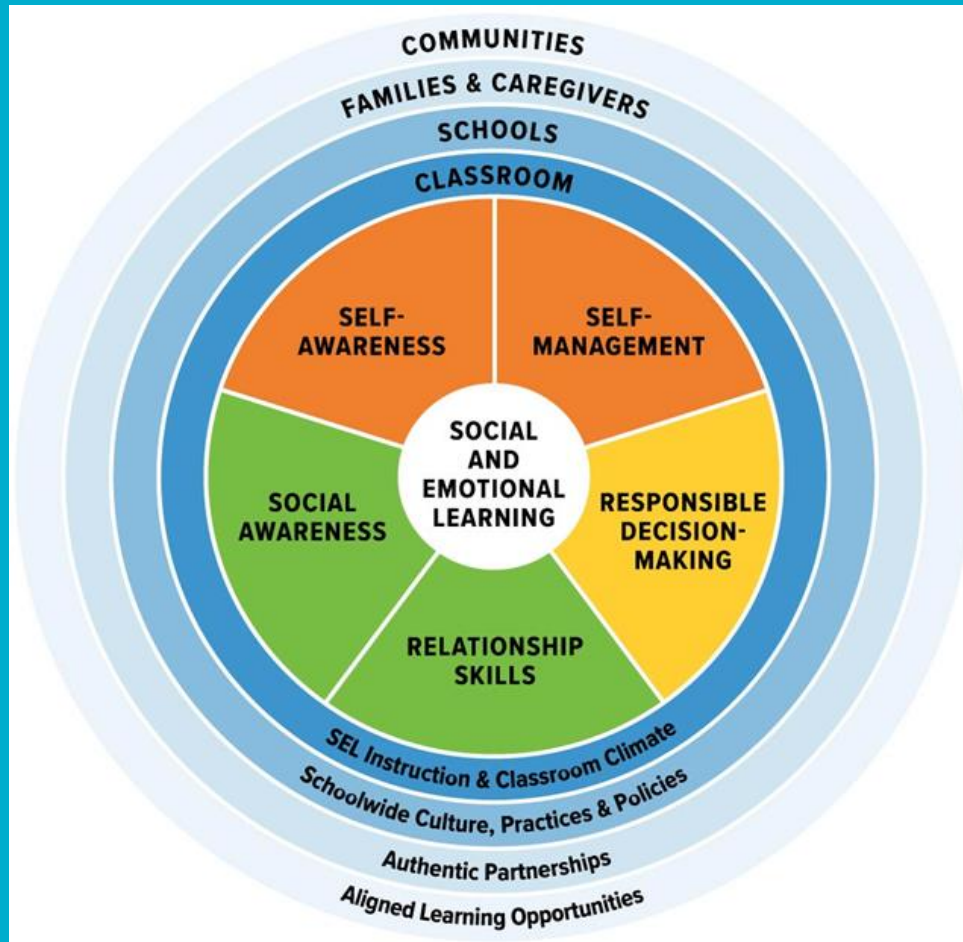 COMMUNITIES
FAMILIES & CAREGIVERS
SCHOOLS
CLASSROOM
SELF-
AWARENESS
SELF-
MANAGEMENT
SOCIAL
AND
EMOTIONAL
LEARNING
SOCIAL
AWARENESS
RESPONSIBLE
DECISION-
MAKING
RELATIONSHIP
SKILLS
SEL Instruction & Classroom Climate
Schoolwide Culture, Practices & Policies
Authentic Partnerships
Aligned Learning Opportunities